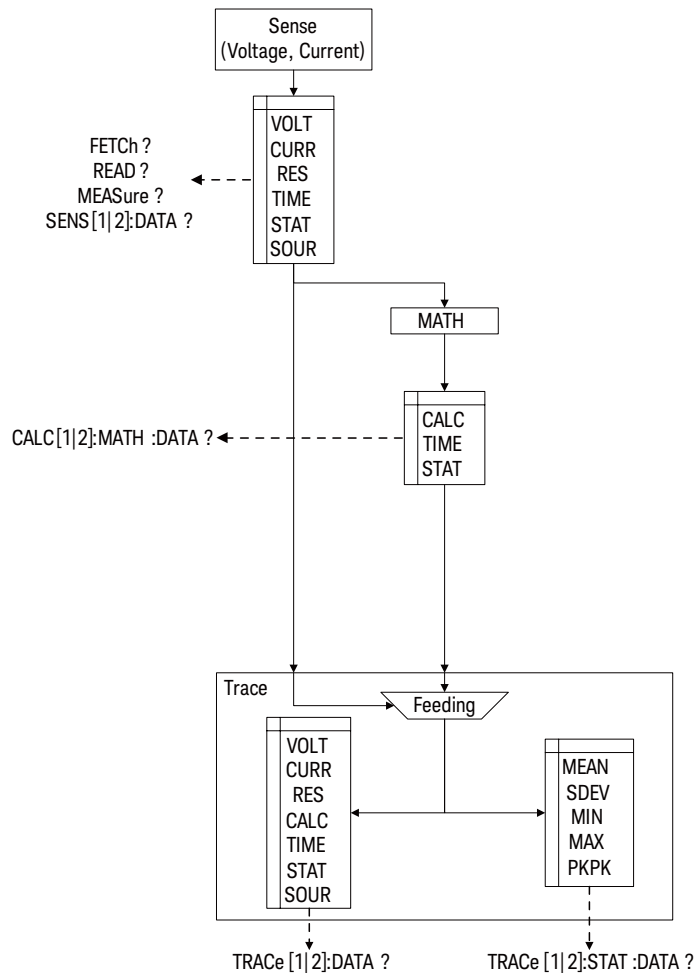 Sense
(Voltage, Current)
VOLT
CURR
RES
TIME
STAT
SOUR
FETCh ?
READ ?
MEASure ?
SENS[1|2]:DATA ?
MATH
CALC
TIME
STAT
CALC[1|2]:MATH :DATA ?
Trace
Feeding
VOLT
CURR
RES
CALC
TIME
STAT
SOUR
MEAN
SDEV
MIN
MAX
PKPK
TRACe [1|2]:DATA ?
TRACe [1|2]:STAT :DATA ?